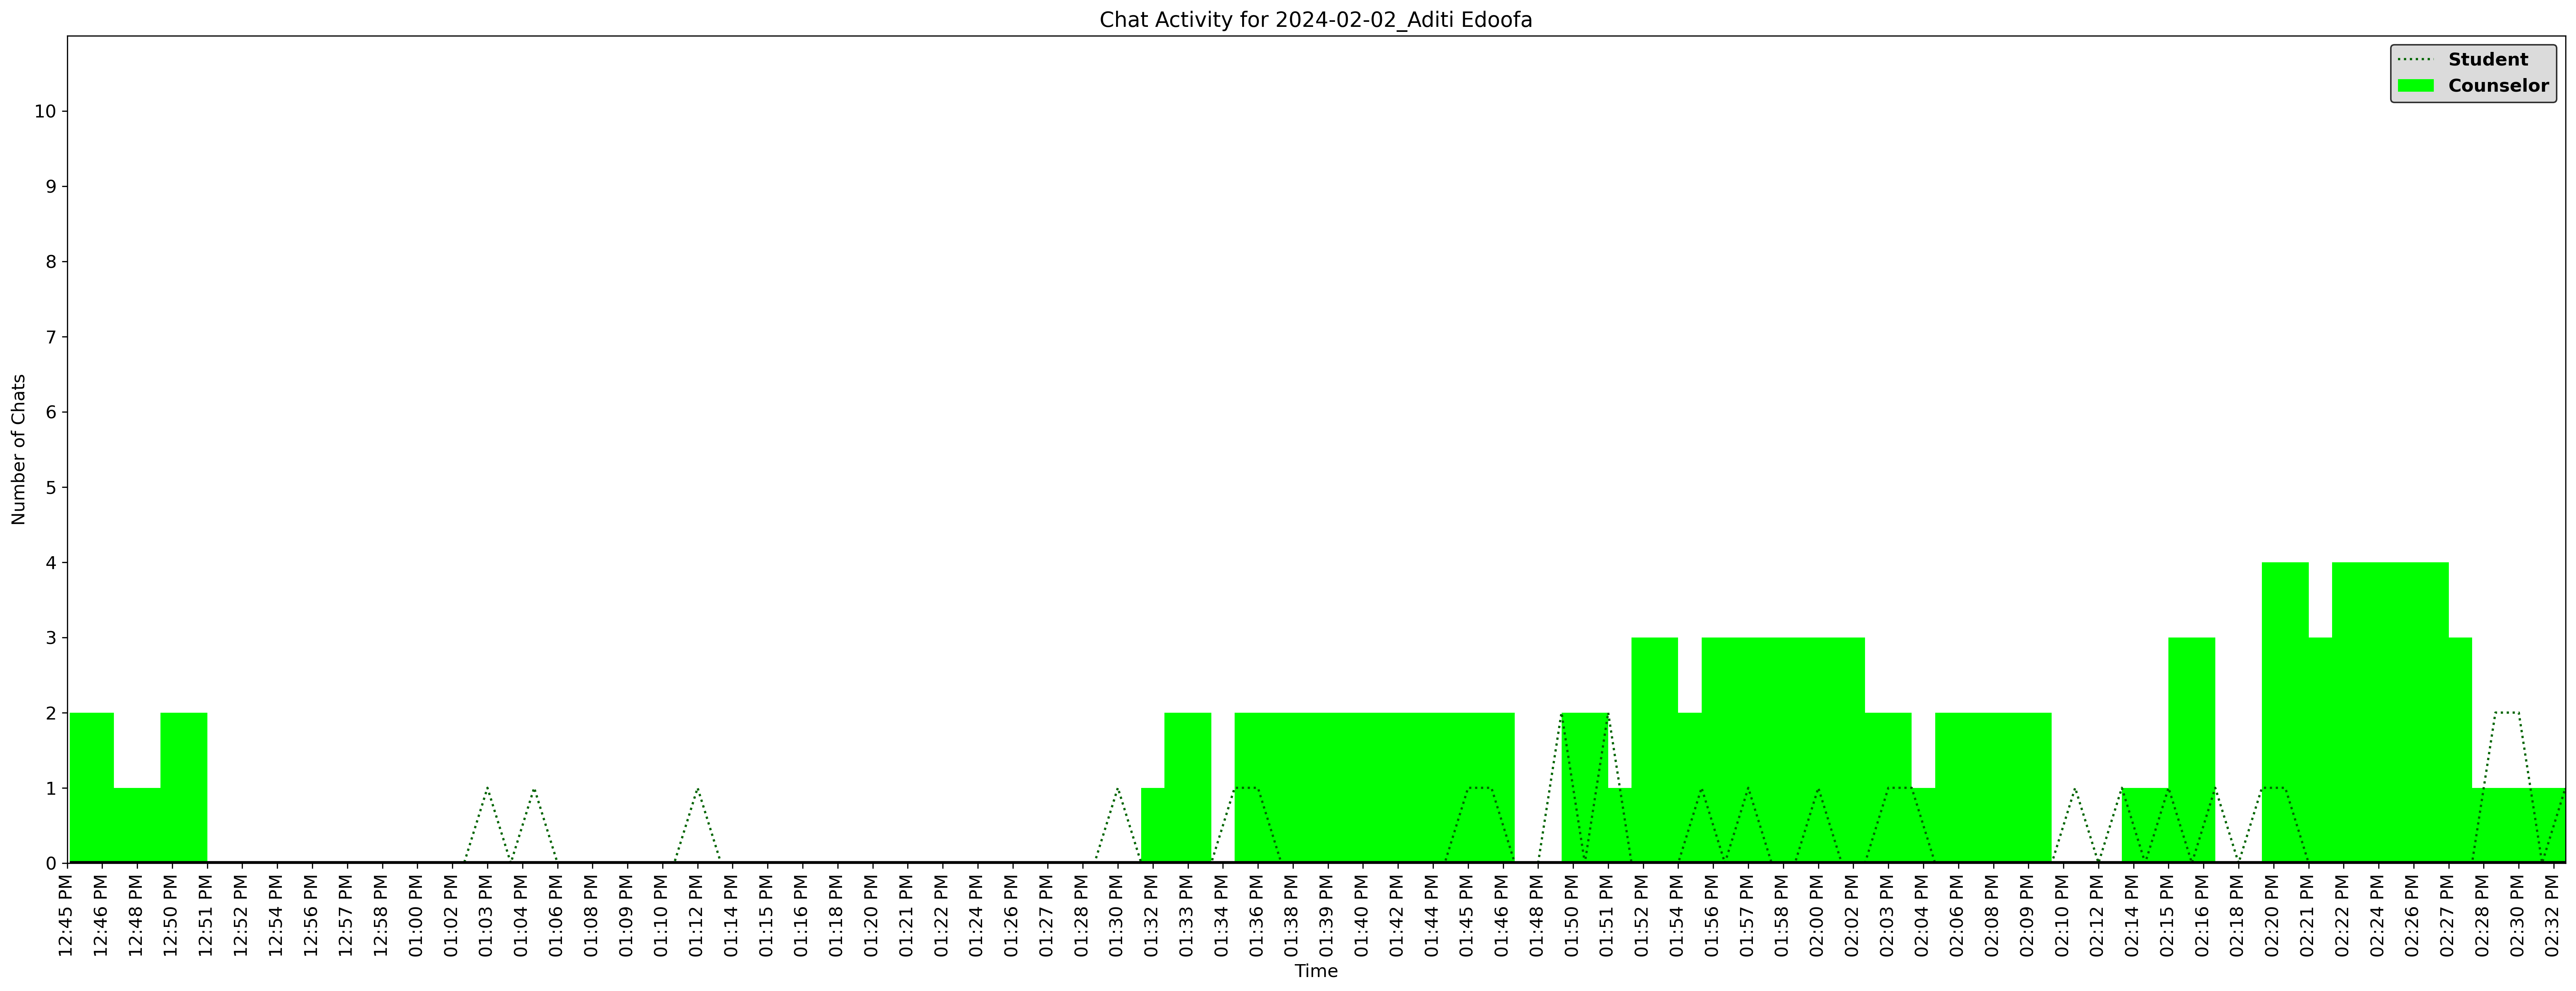 Chat Activity for 2024-02-02_Aditi Edoofa
Student
Counselor
Number of Chats
10
9
8
7
6
5
4
3
2
1
0
12:45 PM
12:46 PM
12:48 PM
12:50 PM
12:51 PM
12:52 PM
12:54 PM
12:56 PM
12:57 PM
12:58 PM
01:00 PM
01:02 PM
01:03 PM
01:04 PM
01:06 PM
01:08 PM
01:09 PM
01:10 PM
01:12 PM
01:14 PM
01:15 PM
01:16 PM
01:18 PM
01:20 PM
01:21 PM
01:22 PM
01:24 PM
01:26 PM
01:27 PM
01:28 PM
01:30 PM
01:32 PM
01:33 PM
01:34 PM
01:36 PM
01:38 PM
01:39 PM
01:40 PM
01:42 PM
01:44 PM
01:45 PM
01:46 PM
01:48 PM
01:50 PM
01:51 PM
01:52 PM
01:54 PM
01:56 PM
01:57 PM
01:58 PM
02:00 PM
02:02 PM
02:03 PM
02:04 PM
02:06 PM
02:08 PM
02:09 PM
02:10 PM
02:12 PM
02:14 PM
02:15 PM
02:16 PM
02:18 PM
02:20 PM
02:21 PM
02:22 PM
02:24 PM
02:26 PM
02:27 PM
02:28 PM
02:30 PM
02:32 PM
Time